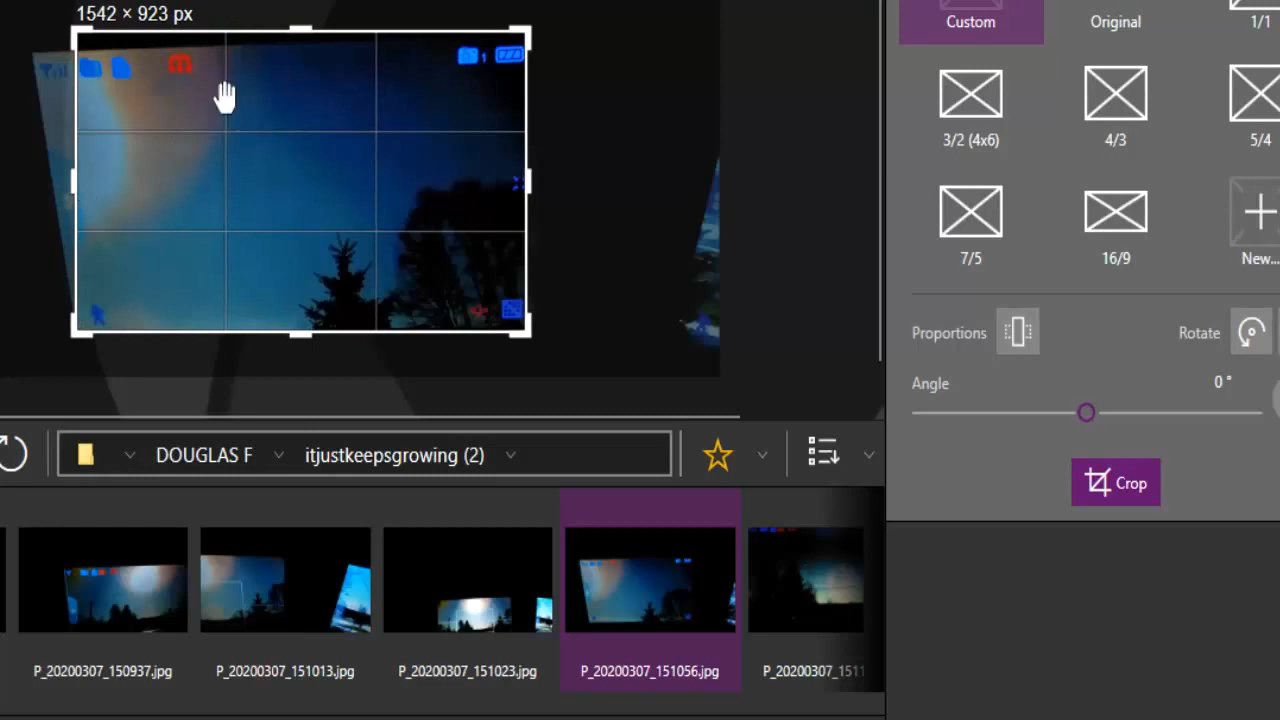 1542 × 923 px
Custom
Original
1/1
3/2 (4x6)
4/3
5/4
7/5
16/9
New...
Proportions
Rotate
Angle
0 °
Crop
DOUGLAS F
itjustkeepsgrowing (2)
P_20200307_150937.jpg
P_20200307_151013.jpg
P_20200307_151023.jpg
P_20200307_151056.jpg
P_20200307_1511